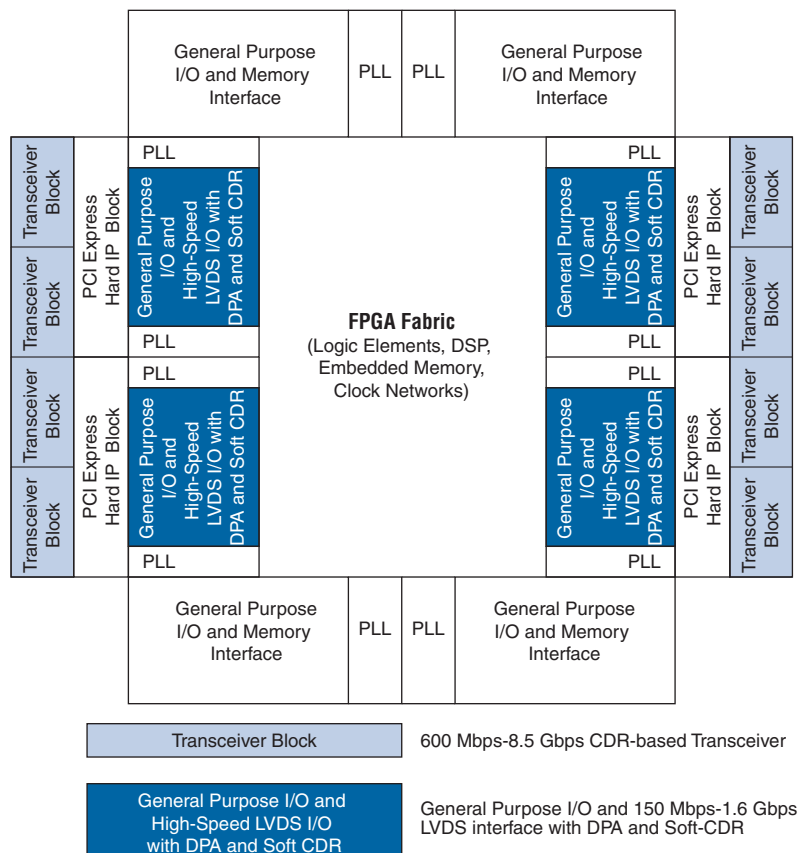 General Purpose
I/O and Memory
Interface
PLL
PLL
General Purpose
I/O and Memory
Interface
Transceiver
Block
Transceiver
Block
PCI Express
Hard IP Block
PLL
General Purpose
I/O and
High-Speed
LVDS I/O with
DPA and Soft CDR
PLL
Transceiver
Block
Transceiver
Block
PCI Express
Hard IP Block
PLL
General Purpose
I/O and
High-Speed
LVDS I/O with
DPA and Soft CDR
PLL
FPGA Fabric
(Logic Elements, DSP,
Embedded Memory,
Clock Networks)
PLL
General Purpose
I/O and
High-Speed
LVDS I/O with
DPA and Soft CDR
PLL
PCI Express
Hard IP Block
Transceiver
Block
Transceiver
Block
PLL
General Purpose
I/O and
High-Speed
LVDS I/O with
DPA and Soft CDR
PLL
PCI Express
Hard IP Block
Transceiver
Block
Transceiver
Block
General Purpose
I/O and Memory
Interface
PLL
PLL
General Purpose
I/O and Memory
Interface
Transceiver Block
600 Mbps-8.5 Gbps CDR-based Transceiver
General Purpose I/O and
High-Speed LVDS I/O
with DPA and Soft CDR
General Purpose I/O and 150 Mbps-1.6 Gbps
LVDS interface with DPA and Soft-CDR